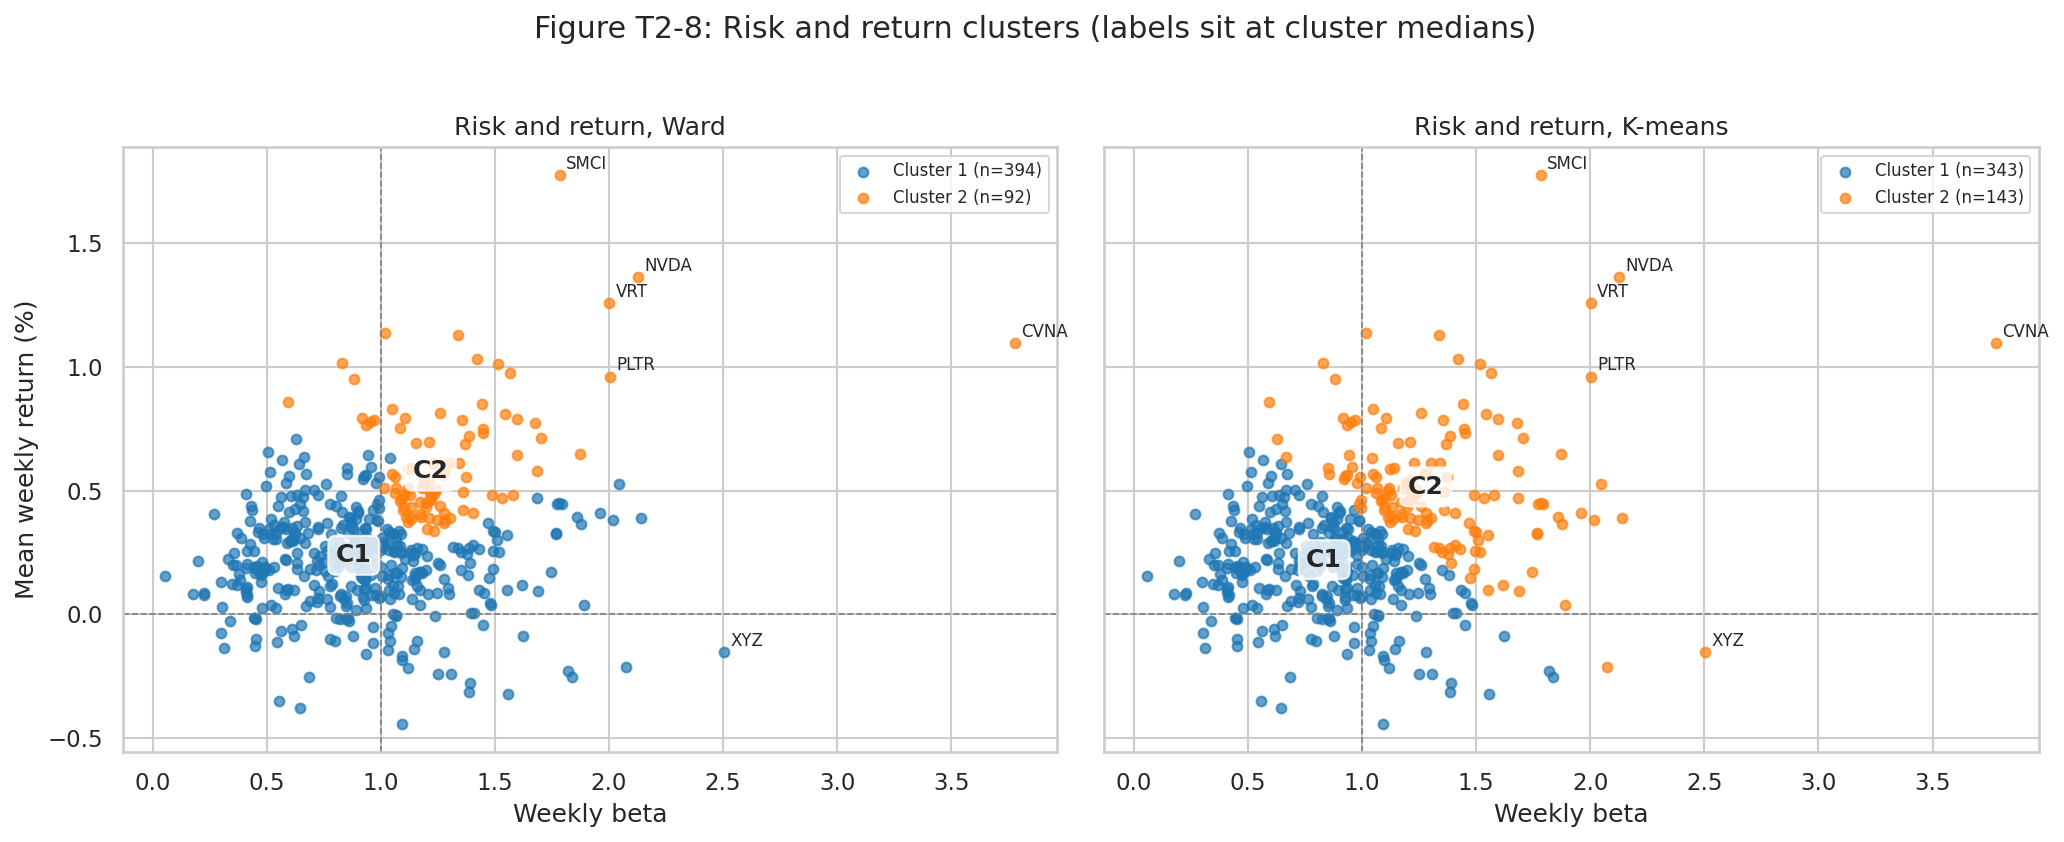 Figure T2-8: Risk and return clusters (labels sit at cluster medians)
Risk and return, Ward
Mean weekly return (%)
1.5
1.0
0.5
0.0
−0.5
SMCI
NVDA
VRT
CVNA
PLTR
C2
C1
XYZ
Cluster 1 (n=394)
Cluster 2 (n=92)
0.0 0.5 1.0 1.5 2.0 2.5 3.0 3.5
Weekly beta
Risk and return, K-means
SMCI
NVDA
VRT
CVNA
PLTR
C2
C1
XYZ
Cluster 1 (n=343)
Cluster 2 (n=143)
0.0 0.5 1.0 1.5 2.0 2.5 3.0 3.5
Weekly beta